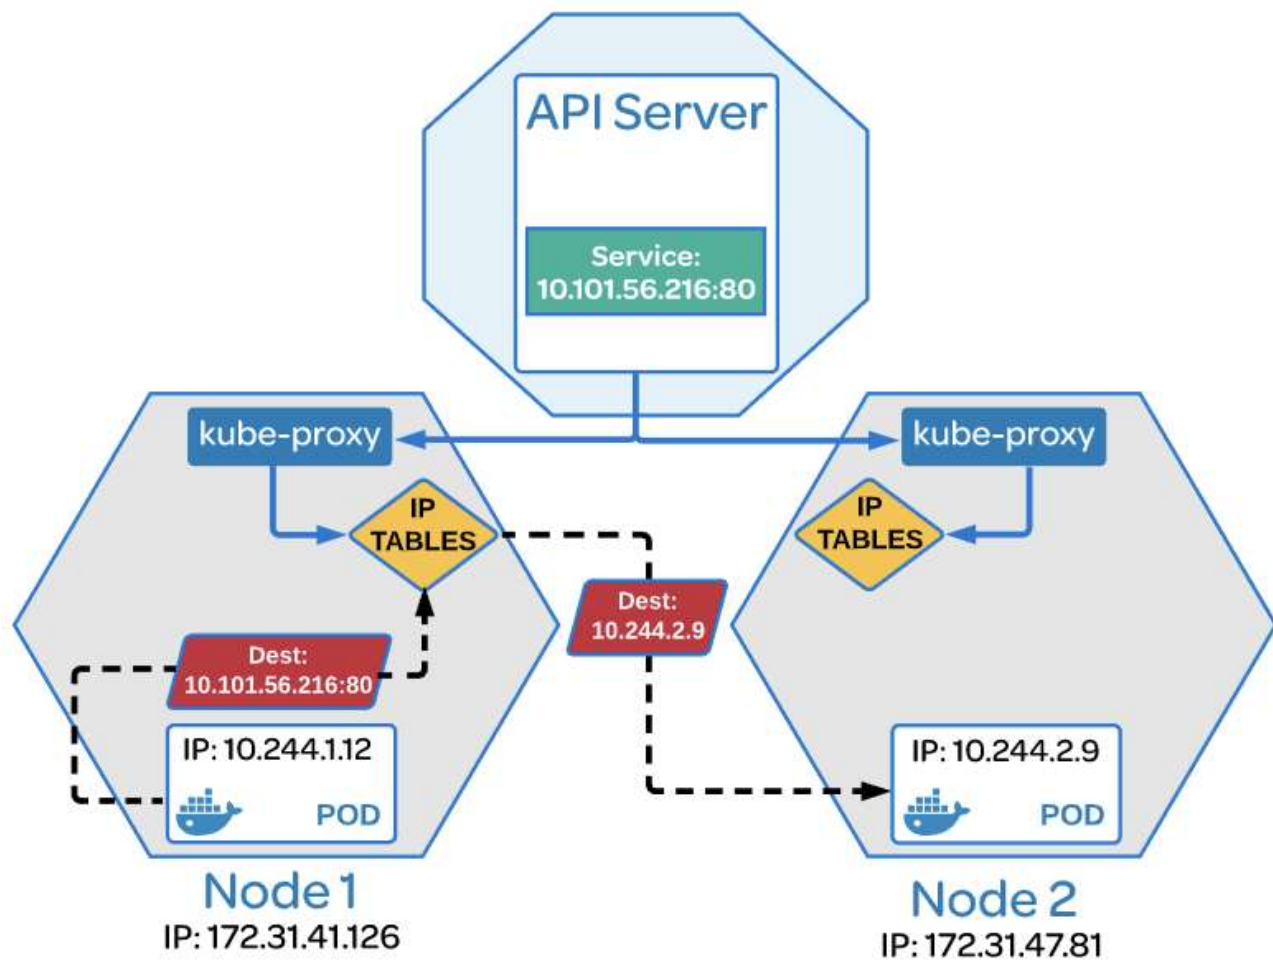 API Server
Service:
10.101.56.216:80
kube-proxy
kube-proxy
IP
TABLES
IP
TABLES
Dest:
10.244.2.9
Dest:
10.101.56.216:80
IP: 10.244.1.12
POD
IP: 10.244.2.9
POD
Node 1
IP: 172.31.41.126
Node 2
IP: 172.31.47.81